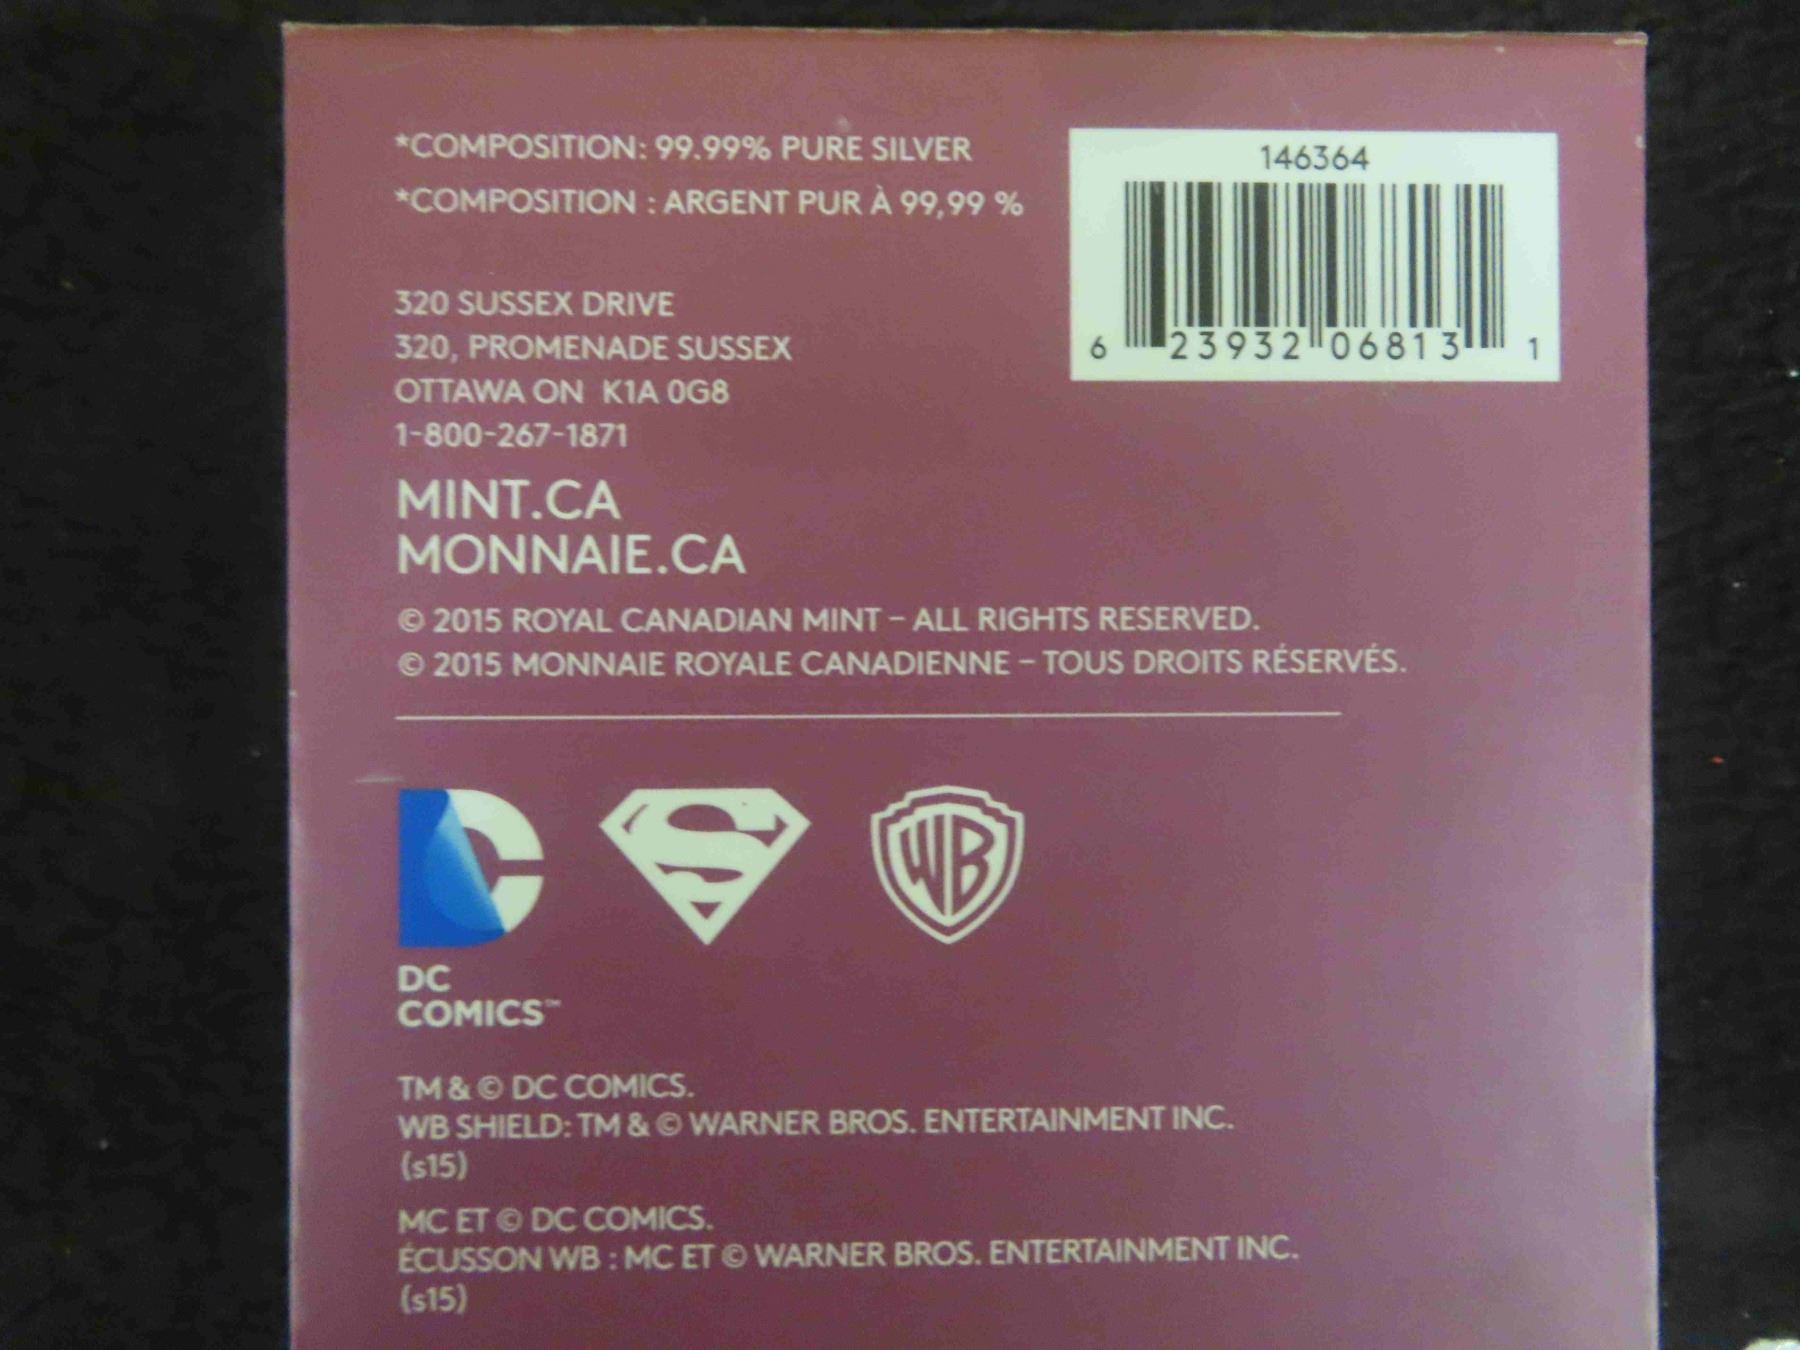 *COMPOSITION: 99.99% PURE SILVER
*COMPOSITION : ARGENT PUR À 99,99 %
146364
6 23932 06813 1
320 SUSSEX DRIVE
320, PROMENADE SUSSEX
OTTAWA ON K1A 0G8
1-800-267-1871
MINT.CA
MONNAIE.CA
© 2015 ROYAL CANADIAN MINT – ALL RIGHTS RESERVED.
© 2015 MONNAIE ROYALE CANADIENNE – TOUS DROITS RÉSERVÉS.
DC S WB
DC
COMICS™
TM & © DC COMICS.
WB SHIELD: TM & © WARNER BROS. ENTERTAINMENT INC.
(s15)
MC ET © DC COMICS.
ÉCUSSON WB : MC ET © WARNER BROS. ENTERTAINMENT INC.
(s15)